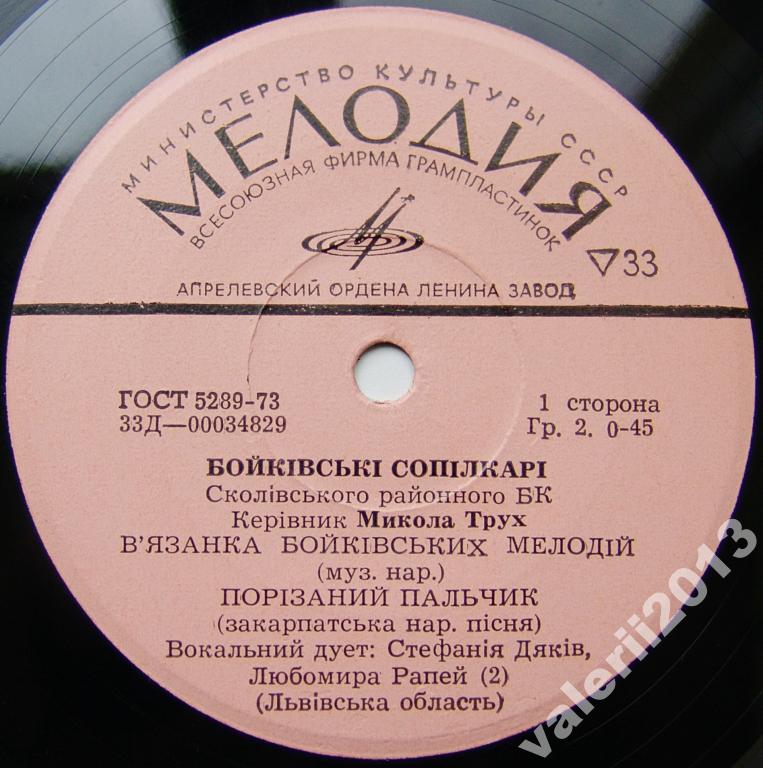 МИНИСТЕРСТВО КУЛЬТУРЫ СССР
МЕЛОДИЯ
ВСЕСОЮЗНАЯ ФИРМА ГРАМПЛАСТИНОК
33
АПРЕЛЕВСКИЙ ОРДЕНА ЛЕНИНА ЗАВОД
ГОСТ 5289-73
1 сторона
33Д—00034829
Гр. 2. 0-45
БОЙКІВСЬКІ СОПІЛКАРІ
Сколівського районного БК
Керівник Микола Трух
В'ЯЗАНКА БОЙКІВСЬКИХ МЕЛОДІЙ
(муз. нар.)
ПОРІЗАНИЙ ПАЛЬЧИК
(закарпатська нар. пісня)
Вокальний дует: Стефанія Дяків,
Любомира Рапей (2)
(Львівська область)
valerii2013